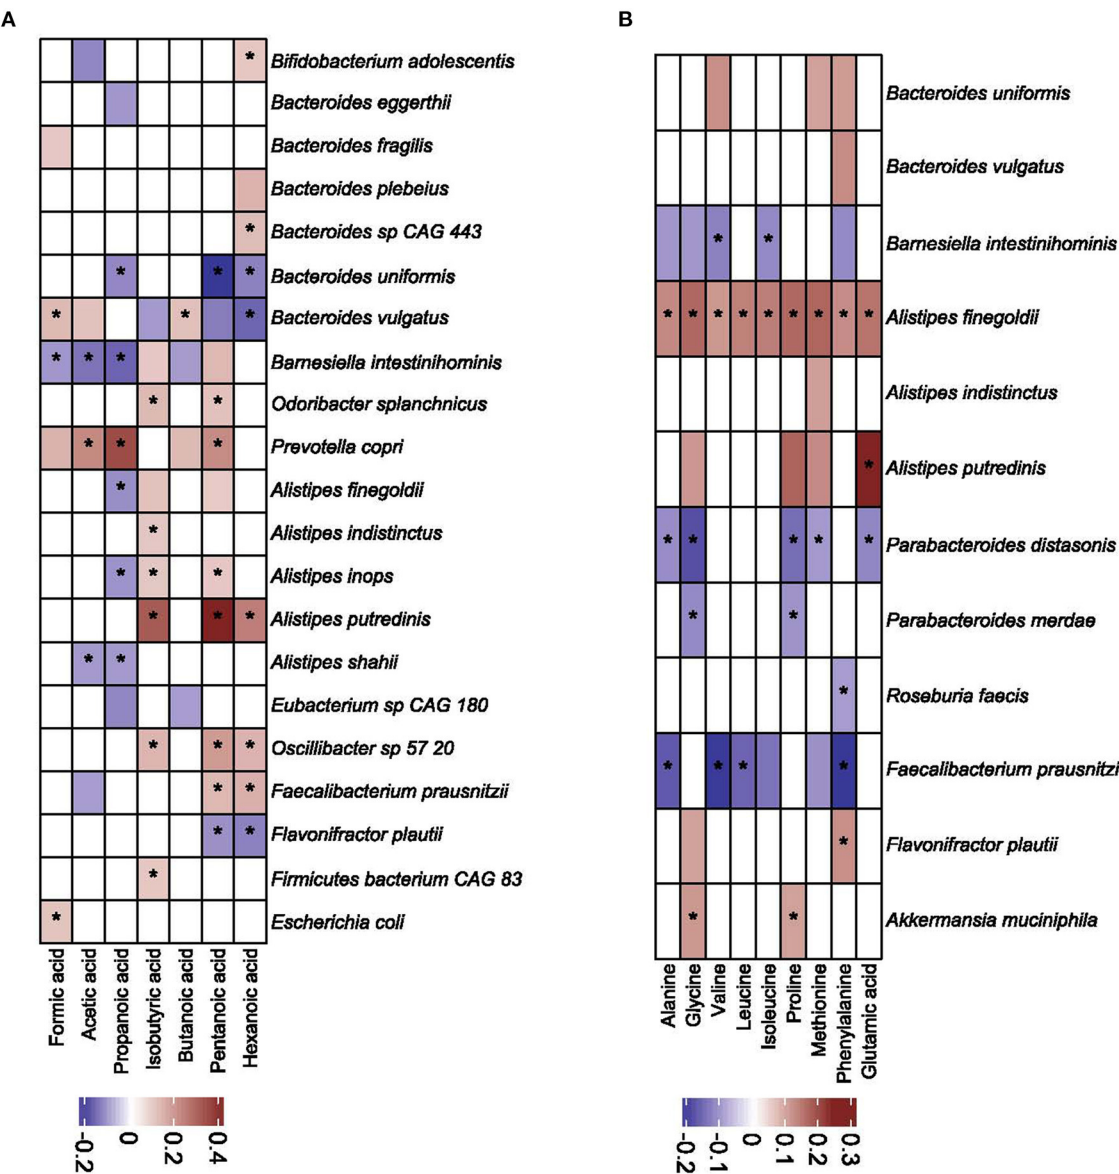 A
Bifidobacterium adolescentis
Bacteroides eggerthii
Bacteroides fragilis
Bacteroides plebeius
Bacteroides sp CAG 443
Bacteroides uniformis
Bacteroides vulgatus
Barnesiella intestinihominis
Odoribacter splanchnicus
Prevotella copri
Alistipes finegoldii
Alistipes indistinctus
Alistipes inops
Alistipes putredinis
Alistipes shahii
Eubacterium sp CAG 180
Oscillibacter sp 57 20
Faecalibacterium prausnitzii
Flavonifractor plautii
Firmicutes bacterium CAG 83
Escherichia coli
Formic acid
Acetic acid
Propanoic acid
Isobutyric acid
Butanoic acid
Pentanoic acid
Hexanoic acid
-0.2
0
0.2
0.4
B
Bacteroides uniformis
Bacteroides vulgatus
Barnesiella intestinihominis
Alistipes finegoldii
Alistipes indistinctus
Alistipes putredinis
Parabacteroides distasonis
Parabacteroides merdae
Roseburia faecis
Faecalibacterium prausnitzi
Flavonifractor plautii
Akkermansia muciniphila
Alanine
Glycine
Valine
Leucine
Isoleucine
Proline
Methionine
Phenylalanine
Glutamic acid
-0.2
-0.1
0
0.1
0.2
0.3